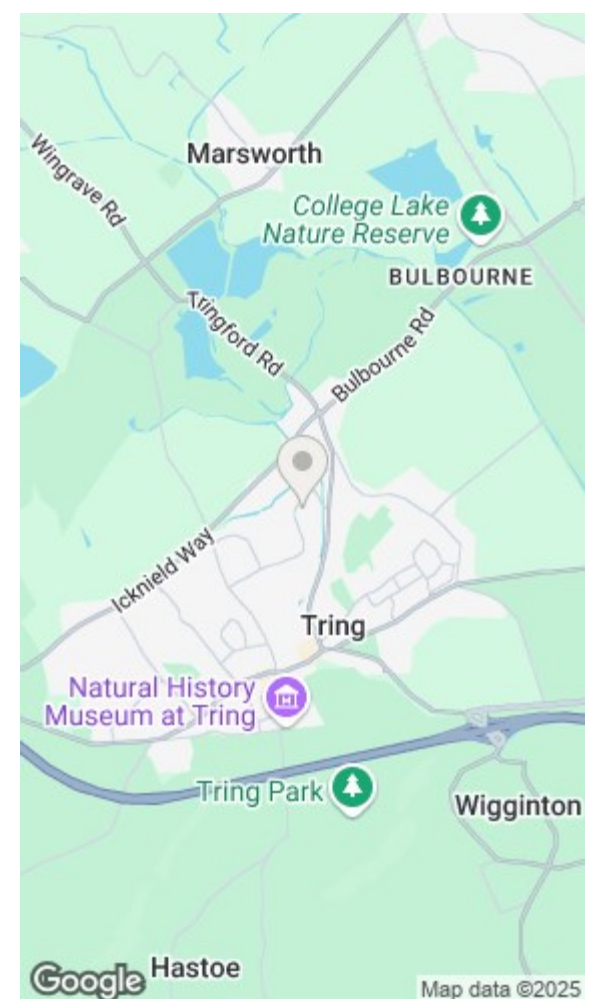 Marsworth
Wingrave Rd
College Lake
Nature Reserve
BULBOURNE
Tringford Rd
Bulbourne Rd
Icknield Way
Tring
Natural History
Museum at Tring
Tring Park
Wigginton
Hastoe
Google
Map data ©2025